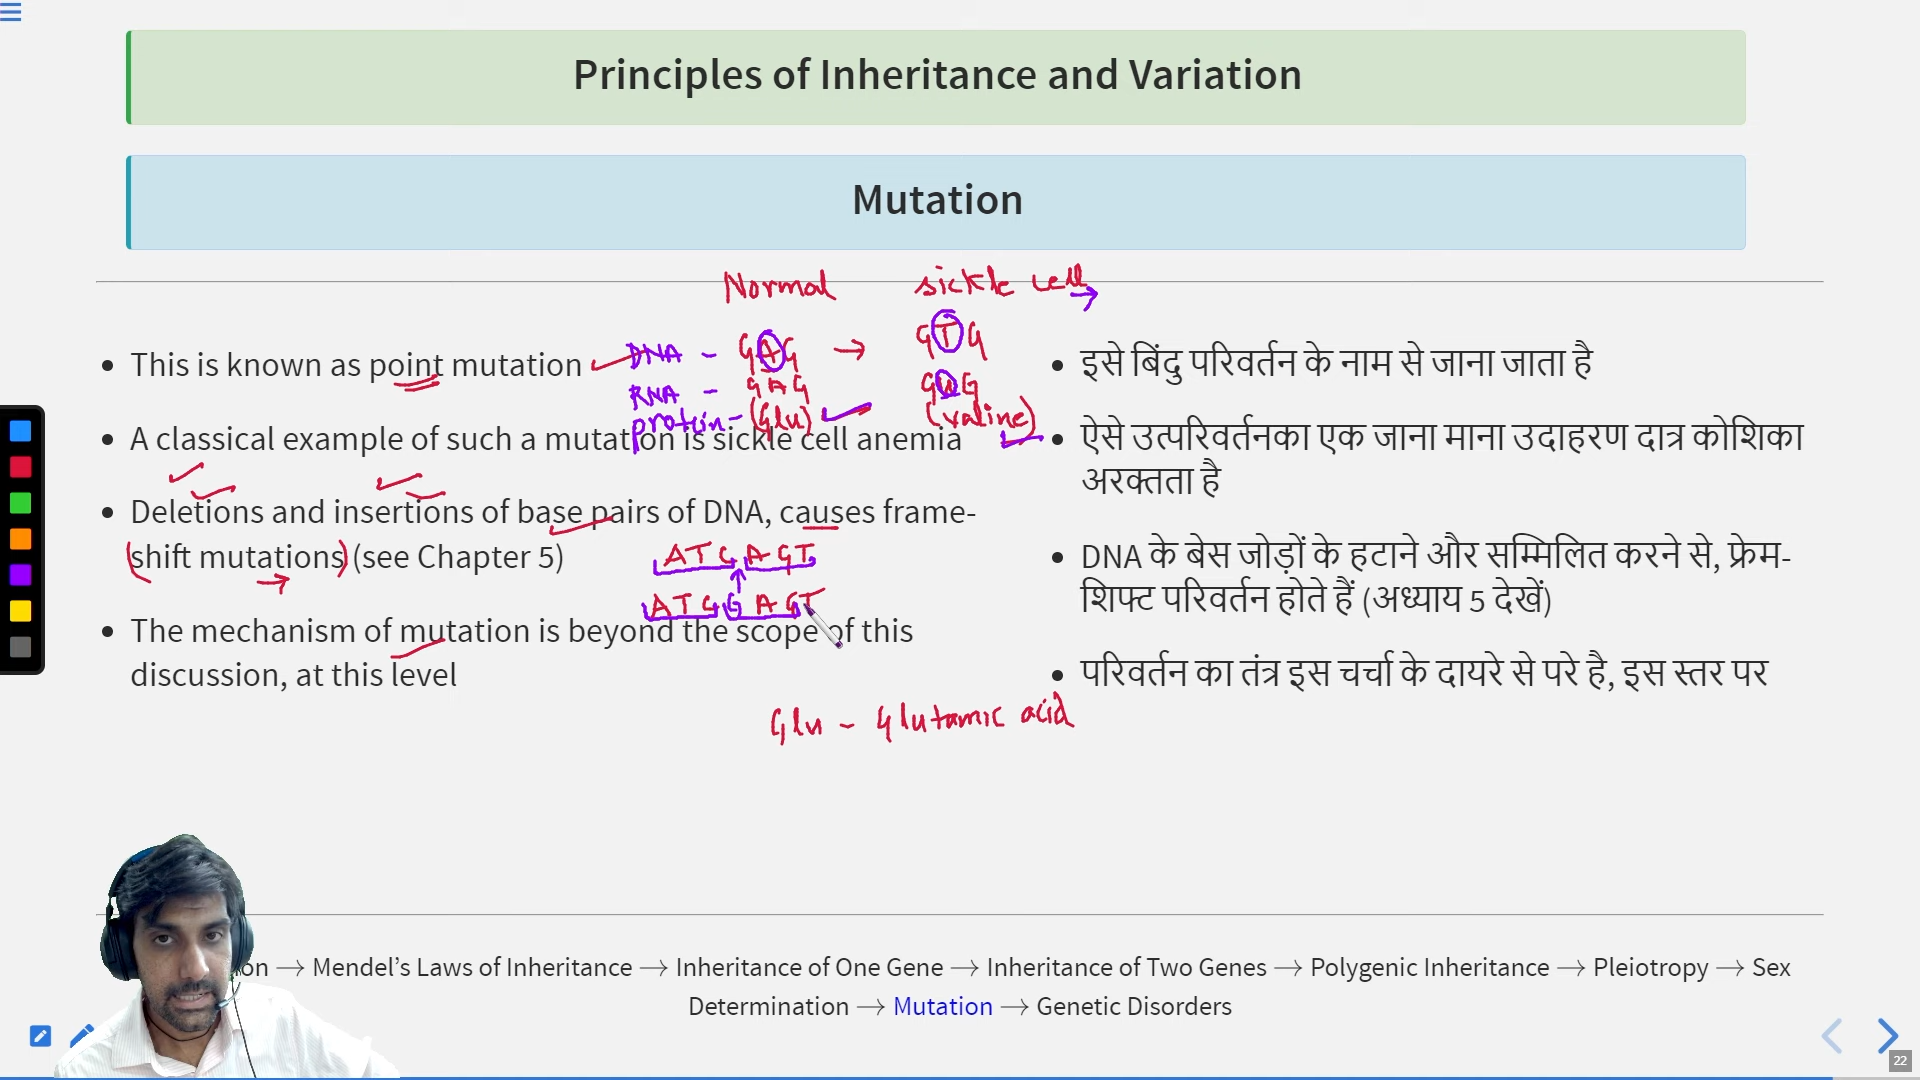 Principles of Inheritance and Variation
Mutation
Normal sickle cell
DNA - GAG → GTG
RNA - GAG GUG
protein - (Glu) (valine)
• This is known as point mutation
• A classical example of such a mutation is sickle cell anemia
• Deletions and insertions of base pairs of DNA, causes frame-
shift mutations (see Chapter 5)
ATG AGT
ATG GAGT
• The mechanism of mutation is beyond the scope of this
discussion, at this level
Glu - Glutamic acid
• इसे बिंदु परिवर्तन के नाम से जाना जाता है
• ऐसे उत्परिवर्तनका एक जाना माना उदाहरण दात्र कोशिका
अरक्तता है
• DNA के बेस जोड़ों के हटाने और सम्मिलित करने से, फ्रेम-
शिफ्ट परिवर्तन होते हैं (अध्याय 5 देखें)
• परिवर्तन का तंत्र इस चर्चा के दायरे से परे है, इस स्तर पर
on → Mendel’s Laws of Inheritance → Inheritance of One Gene → Inheritance of Two Genes → Polygenic Inheritance → Pleiotropy → Sex
Determination → Mutation → Genetic Disorders
22